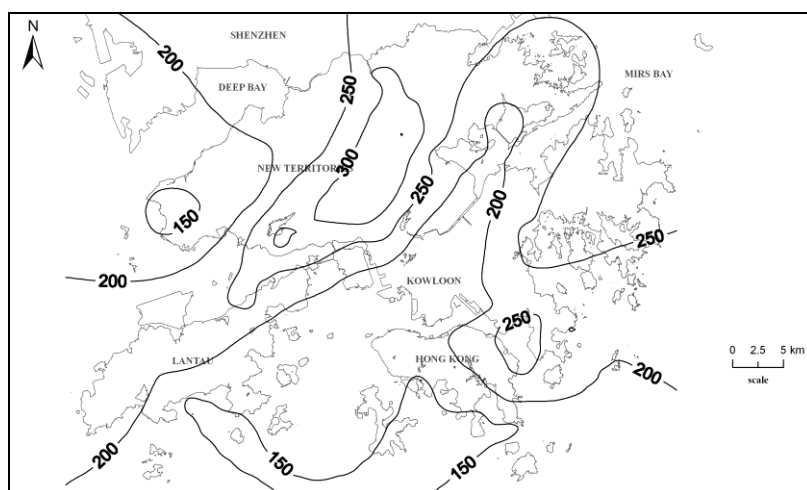 N
SHENZHEN
200
DEEP BAY
250
MIRS BAY
NEW TERRITORIES
300
250
150
200
250
200
KOWLOON
250
LANTAU
HONG KONG
200
0 2.5 5 km
scale
200
150
150